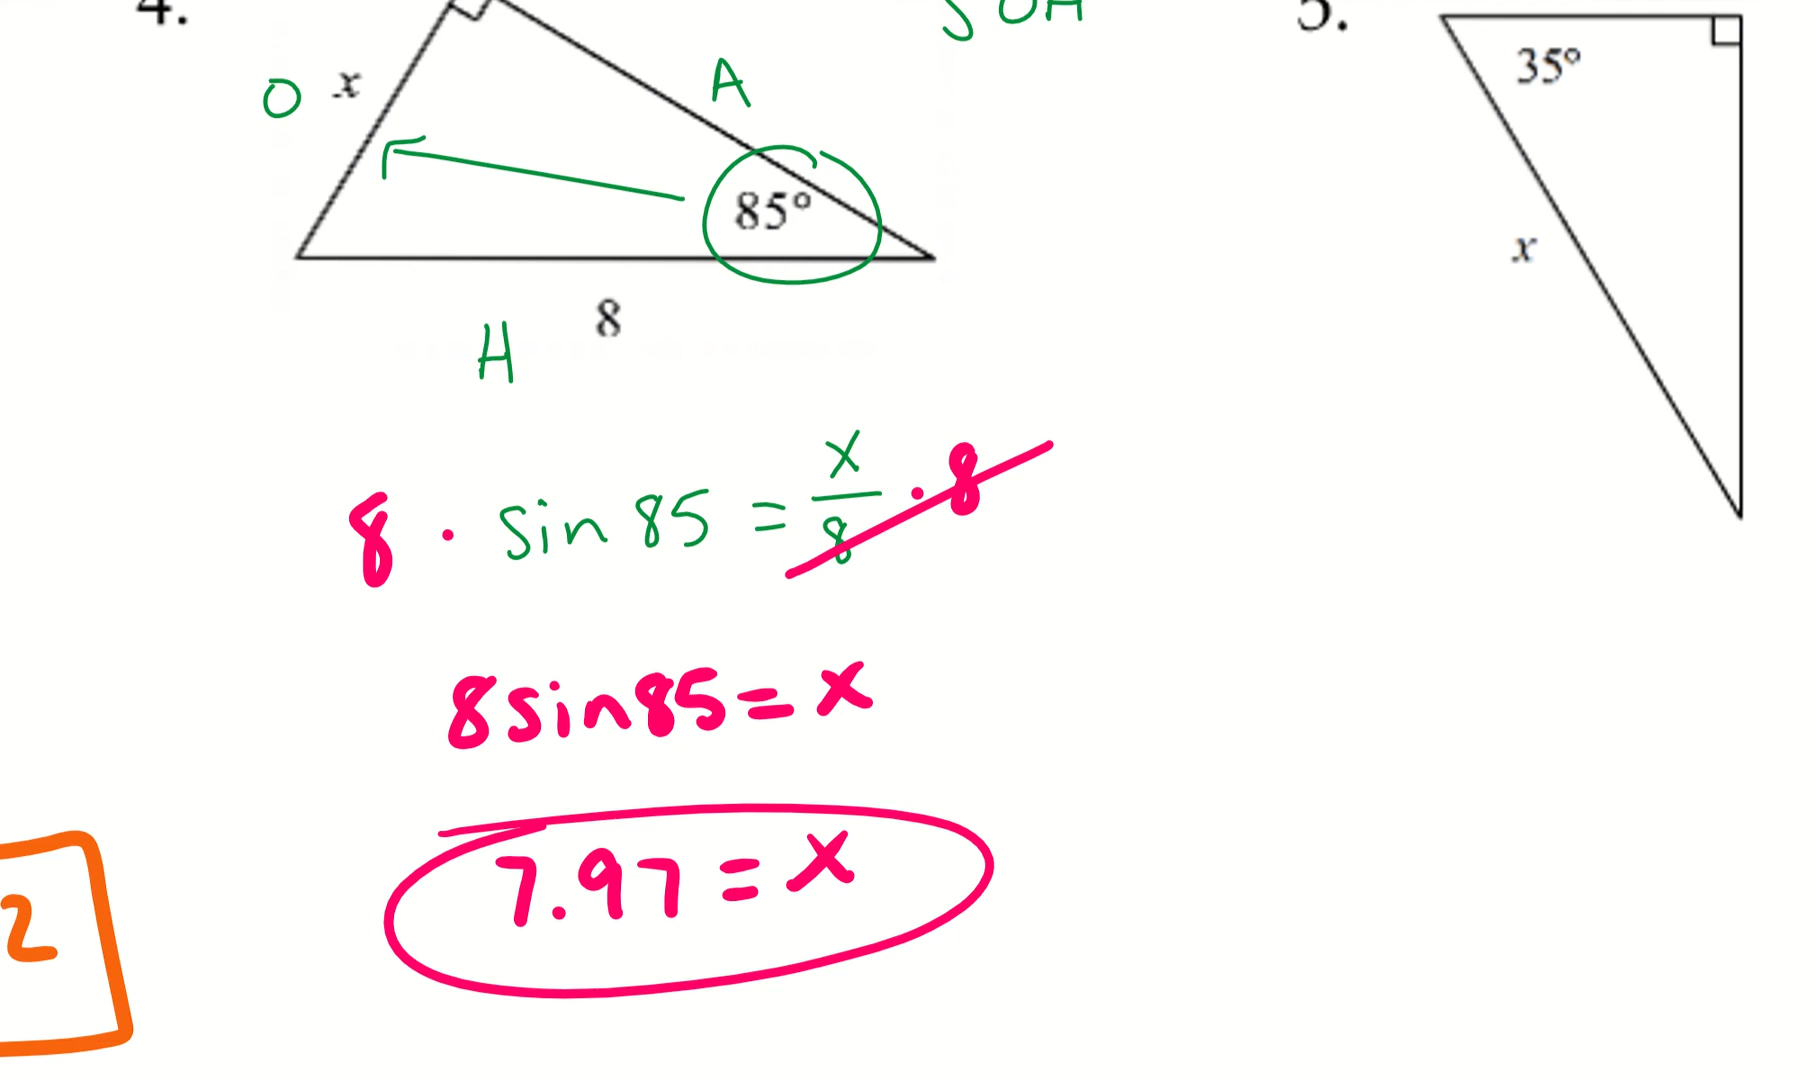 4.
SOH
5.
O x
A
35°
85°
x
8
H
8 · sin 85 = x/8 · 8
8sin85=x
7.97=x
2